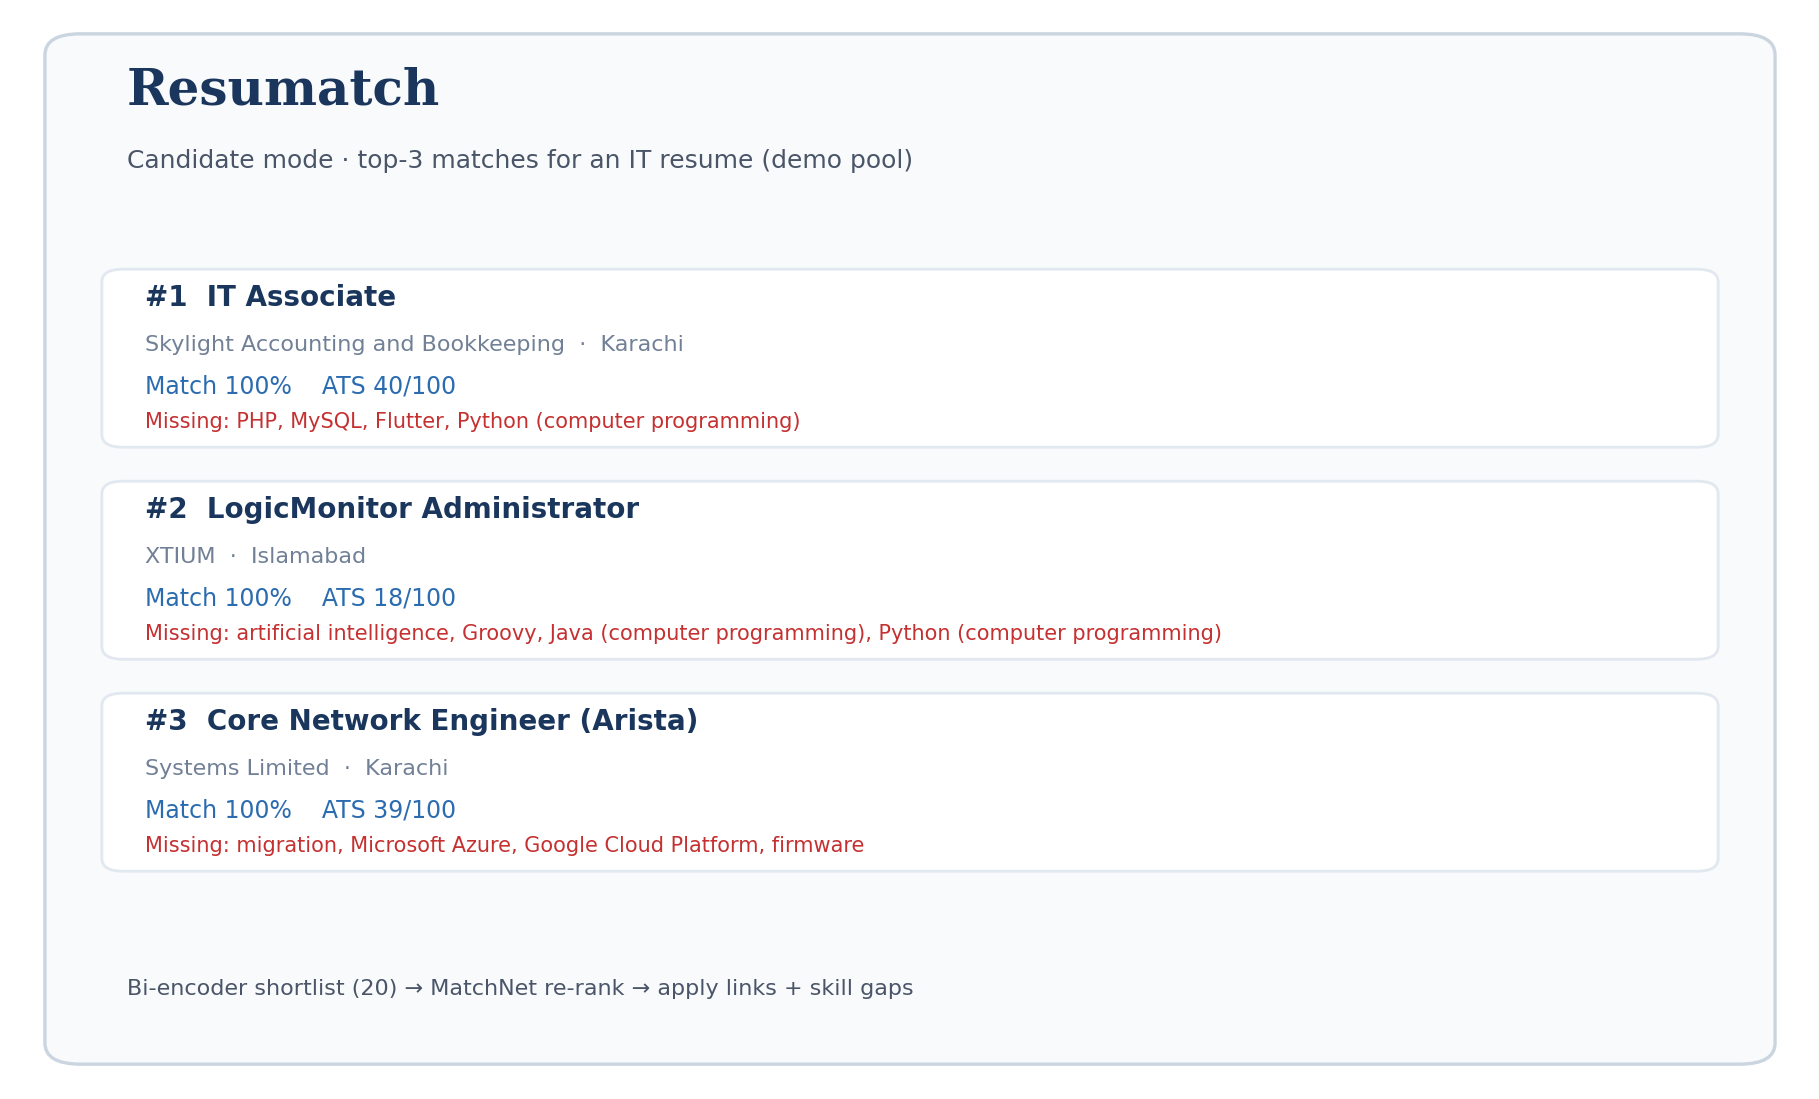 Resumatch
Candidate mode · top-3 matches for an IT resume (demo pool)
#1 IT Associate
Skylight Accounting and Bookkeeping · Karachi
Match 100% ATS 40/100
Missing: PHP, MySQL, Flutter, Python (computer programming)
#2 LogicMonitor Administrator
XTIUM · Islamabad
Match 100% ATS 18/100
Missing: artificial intelligence, Groovy, Java (computer programming), Python (computer programming)
#3 Core Network Engineer (Arista)
Systems Limited · Karachi
Match 100% ATS 39/100
Missing: migration, Microsoft Azure, Google Cloud Platform, firmware
Bi-encoder shortlist (20) → MatchNet re-rank → apply links + skill gaps